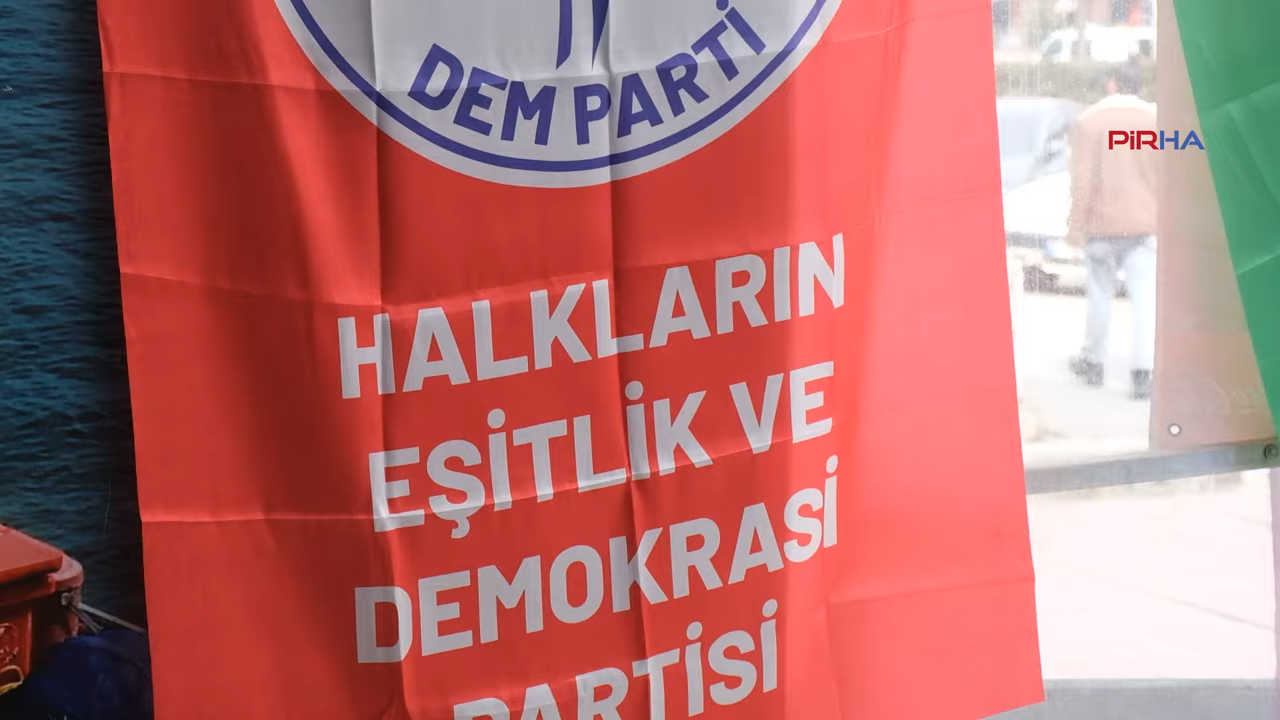 DEM PARTİ
PİRHA
HALKLARIN
EŞİTLİK VE
DEMOKRASİ
PARTİSİ